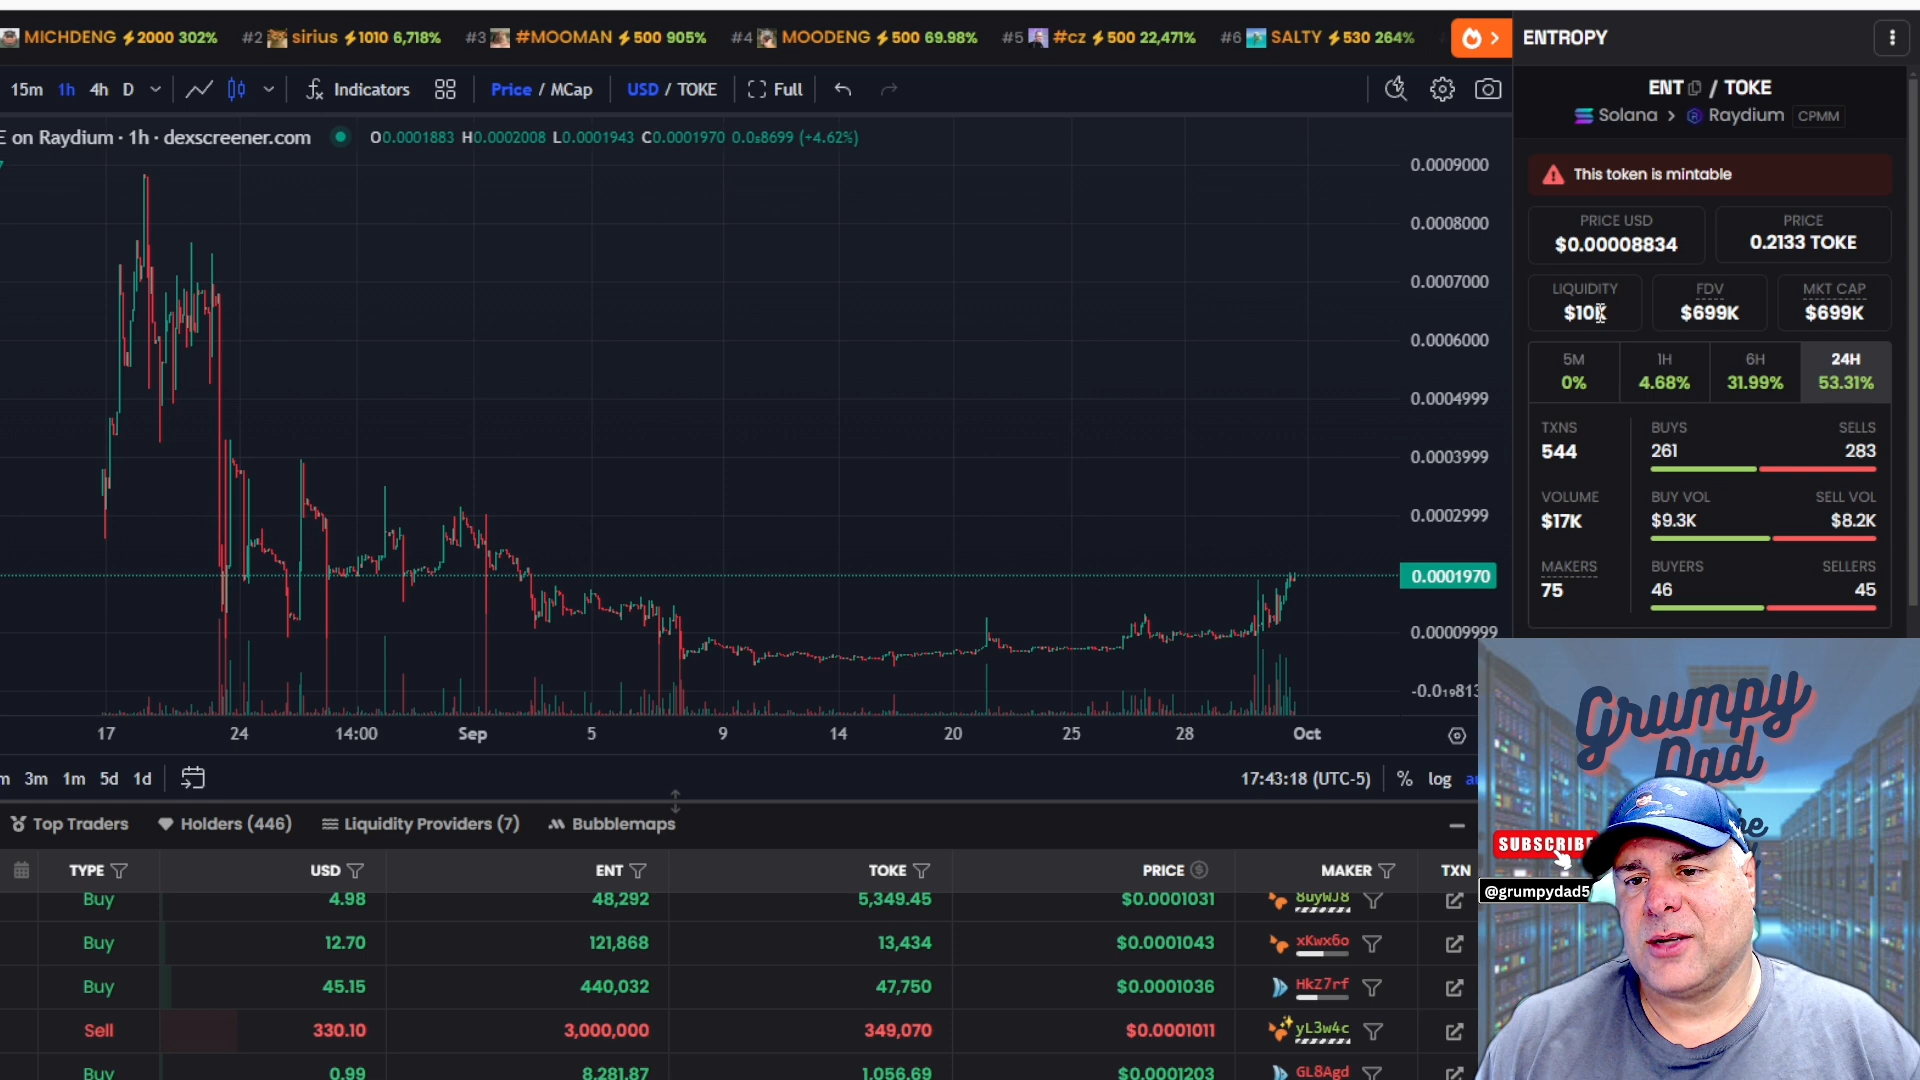 MICHDENG ⚡2000 302% #2 sirius ⚡1010 6,718% #3 #MOOMAN ⚡500 905% #4 MOODENG ⚡500 69.98% #5 #cz ⚡500 22,471% #6 SALTY ⚡530 264%
ENTROPY
15m 1h 4h D Indicators Price / MCap USD / TOKE Full
E on Raydium · 1h · dexscreener.com O0.0001883 H0.0002008 L0.0001943 C0.0001970 0.0₅8699 (+4.62%)
0.0009000
0.0008000
0.0007000
0.0006000
0.0004999
0.0003999
0.0002999
0.0001970
0.00009999
-0.0₁₉813
17 24 14:00 Sep 5 9 14 20 25 28 Oct
3m 1m 5d 1d 17:43:18 (UTC-5) % log
ENT / TOKE
Solana > Raydium CPMM
This token is mintable
PRICE USD
$0.00008834
PRICE
0.2133 TOKE
LIQUIDITY
$10K
FDV
$699K
MKT CAP
$699K
5M 1H 6H 24H
0% 4.68% 31.99% 53.31%
TXNS BUYS SELLS
544 261 283
VOLUME BUY VOL SELL VOL
$17K $9.3K $8.2K
MAKERS BUYERS SELLERS
75 46 45
Top Traders Holders (446) Liquidity Providers (7) Bubblemaps
TYPE USD ENT TOKE PRICE MAKER TXN
Buy 4.98 48,292 5,349.45 $0.0001031 8uyWJ8
Buy 12.70 121,868 13,434 $0.0001043 xKwx6o
Buy 45.15 440,032 47,750 $0.0001036 HkZ7rf
Sell 330.10 3,000,000 349,070 $0.0001011 yL3w4c
Buy 0.99 8,281.87 1,056.69 $0.0001203 GL8Agd
Grumpy
Dad
SUBSCRIBE
@grumpydad5